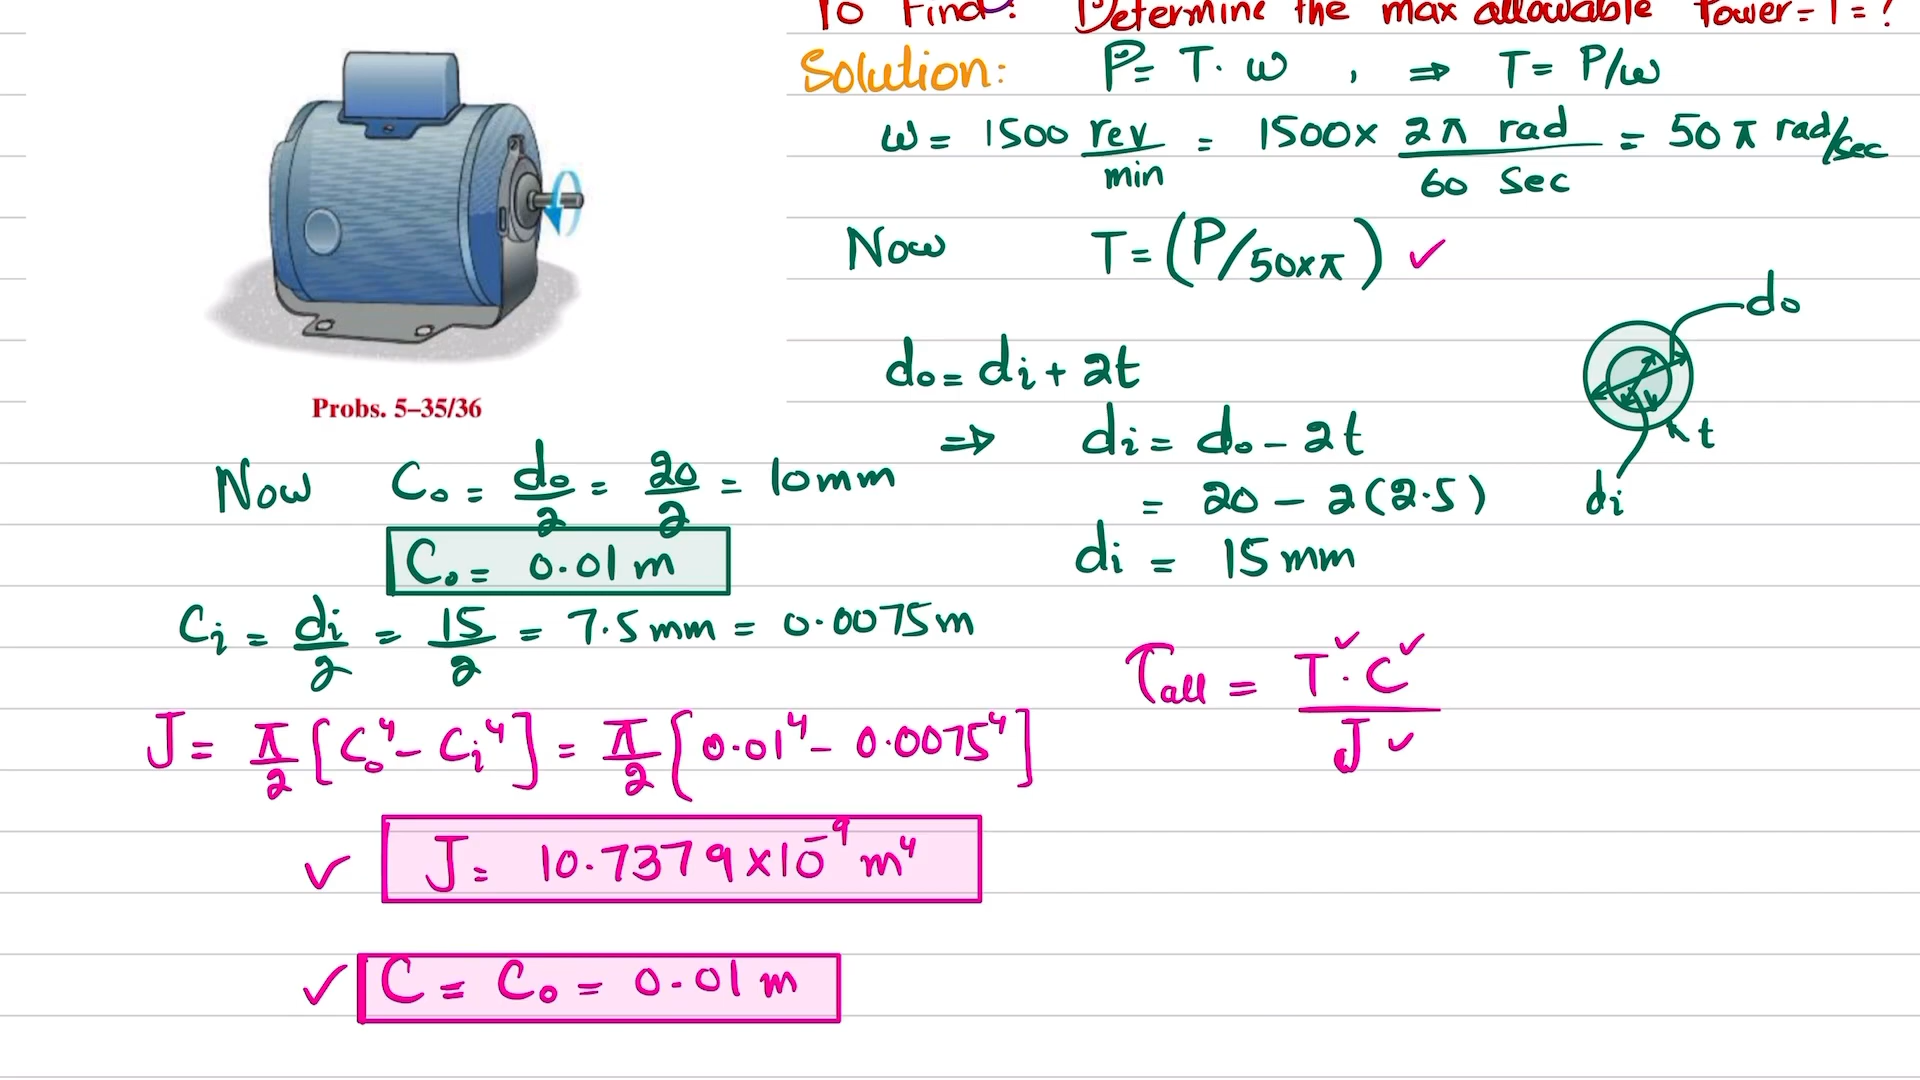 To Find: Determine the max allowable Power = P = ?
Solution: P = T · ω , ⇒ T = P/ω
ω = 1500 rev/min = 1500 x 2π rad / 60 Sec = 50 π rad/sec
Now T = (P/50xπ) ✓
do
do = di + 2t
⇒ di = do - 2t
t
= 20 - 2(2.5)
di
di = 15 mm
Probs. 5–35/36
Now Co = do/2 = 20/2 = 10mm
Co = 0.01 m
Ci = di/2 = 15/2 = 7.5 mm = 0.0075 m
τall = T✓ · C✓ / J ✓
J = π/2 [Co⁴ - Ci⁴] = π/2 [0.01⁴ - 0.0075⁴]
✓ J = 10.7379 x 10⁻⁹ m⁴
✓ C = Co = 0.01 m